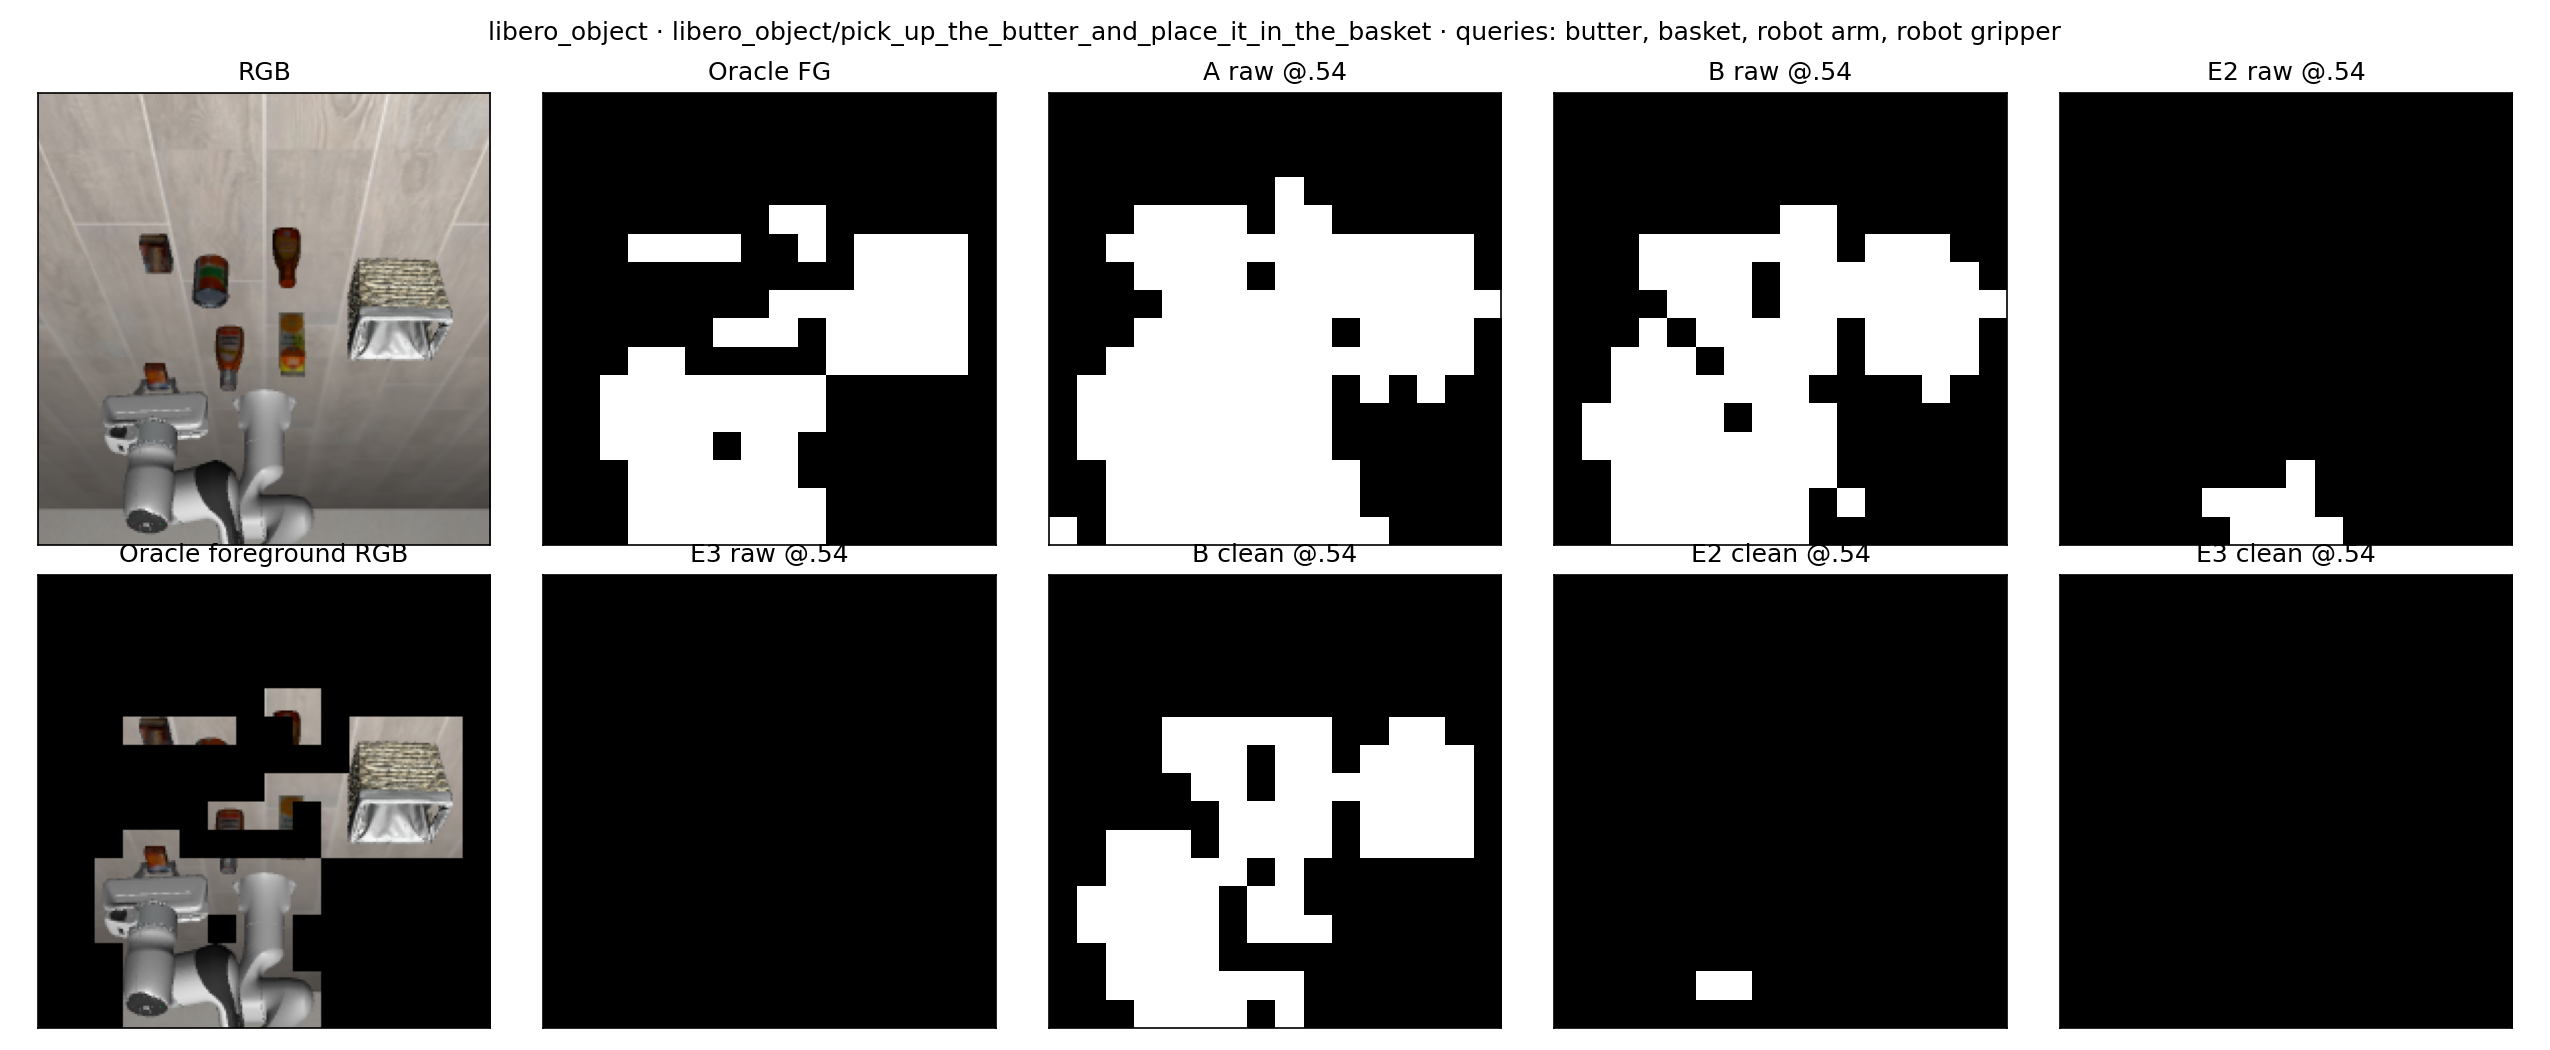 libero_object · libero_object/pick_up_the_butter_and_place_it_in_the_basket · queries: butter, basket, robot arm, robot gripper
RGB
Oracle FG
A raw @.54
B raw @.54
E2 raw @.54
Oracle foreground RGB
E3 raw @.54
B clean @.54
E2 clean @.54
E3 clean @.54